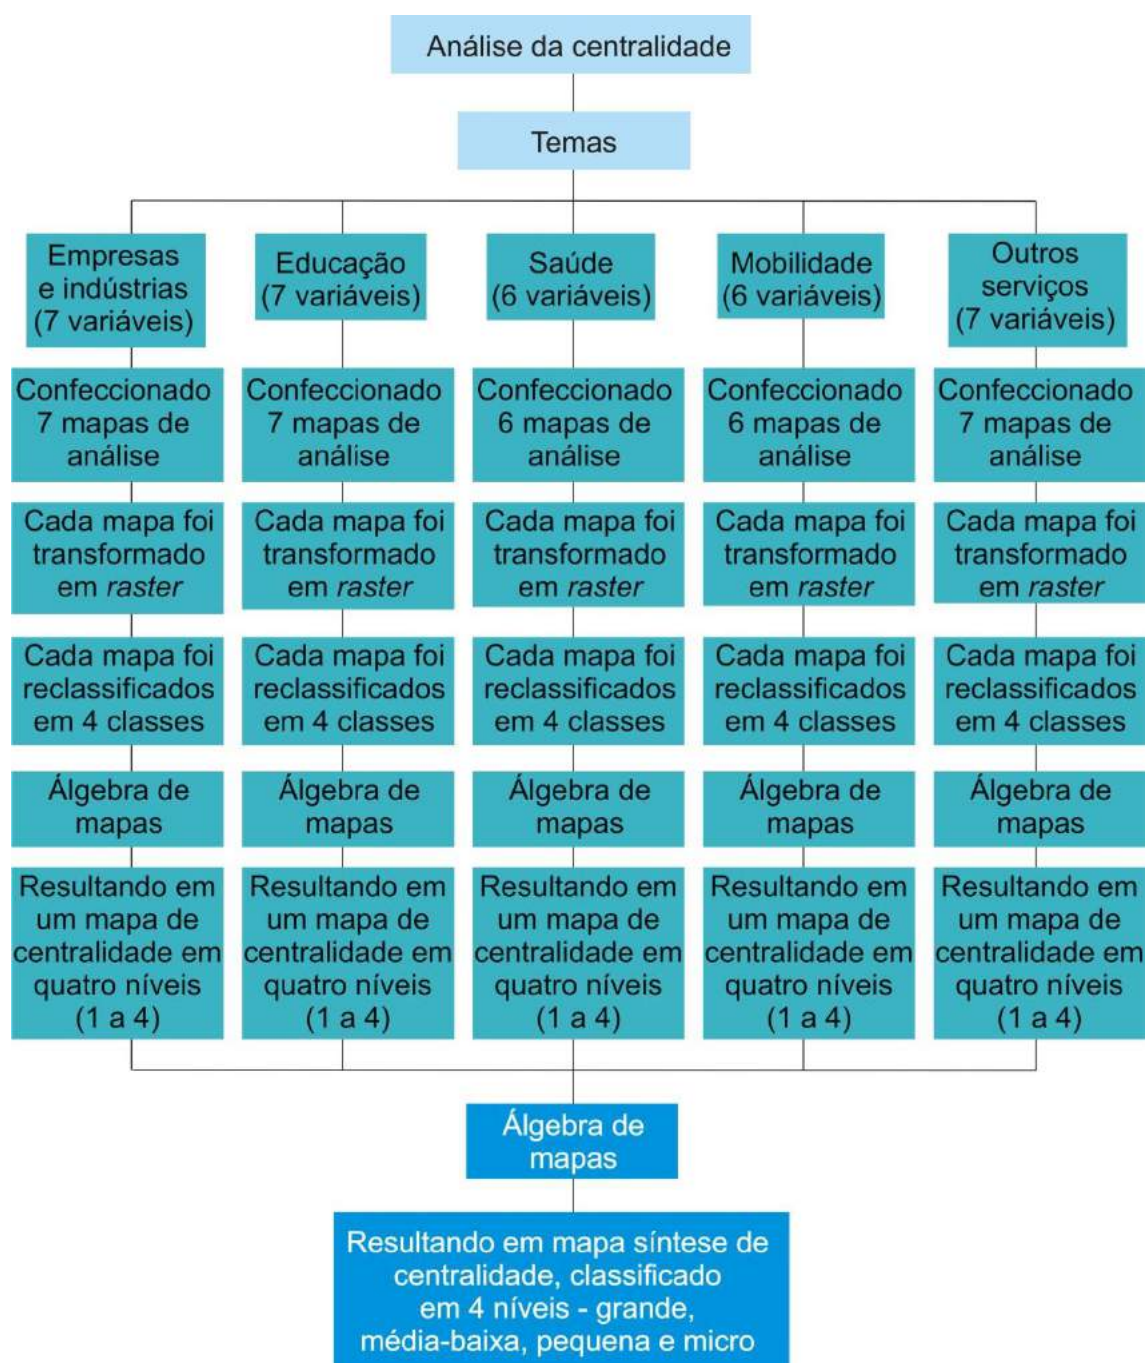 Análise da centralidade
Temas
Empresas
e indústrias
(7 variáveis)
Educação
(7 variáveis)
Saúde
(6 variáveis)
Mobilidade
(6 variáveis)
Outros
serviços
(7 variáveis)
Confeccionado
7 mapas de
análise
Confeccionado
7 mapas de
análise
Confeccionado
6 mapas de
análise
Confeccionado
6 mapas de
análise
Confeccionado
7 mapas de
análise
Cada mapa foi
transformado
em raster
Cada mapa foi
transformado
em raster
Cada mapa foi
transformado
em raster
Cada mapa foi
transformado
em raster
Cada mapa foi
transformado
em raster
Cada mapa foi
reclassificados
em 4 classes
Cada mapa foi
reclassificados
em 4 classes
Cada mapa foi
reclassificados
em 4 classes
Cada mapa foi
reclassificados
em 4 classes
Cada mapa foi
reclassificados
em 4 classes
Álgebra de
mapas
Álgebra de
mapas
Álgebra de
mapas
Álgebra de
mapas
Álgebra de
mapas
Resultando em
um mapa de
centralidade em
quatro níveis
(1 a 4)
Resultando em
um mapa de
centralidade em
quatro níveis
(1 a 4)
Resultando em
um mapa de
centralidade em
quatro níveis
(1 a 4)
Resultando em
um mapa de
centralidade em
quatro níveis
(1 a 4)
Resultando em
um mapa de
centralidade em
quatro níveis
(1 a 4)
Álgebra de
mapas
Resultando em mapa síntese de
centralidade, classificado
em 4 níveis - grande,
média-baixa, pequena e micro